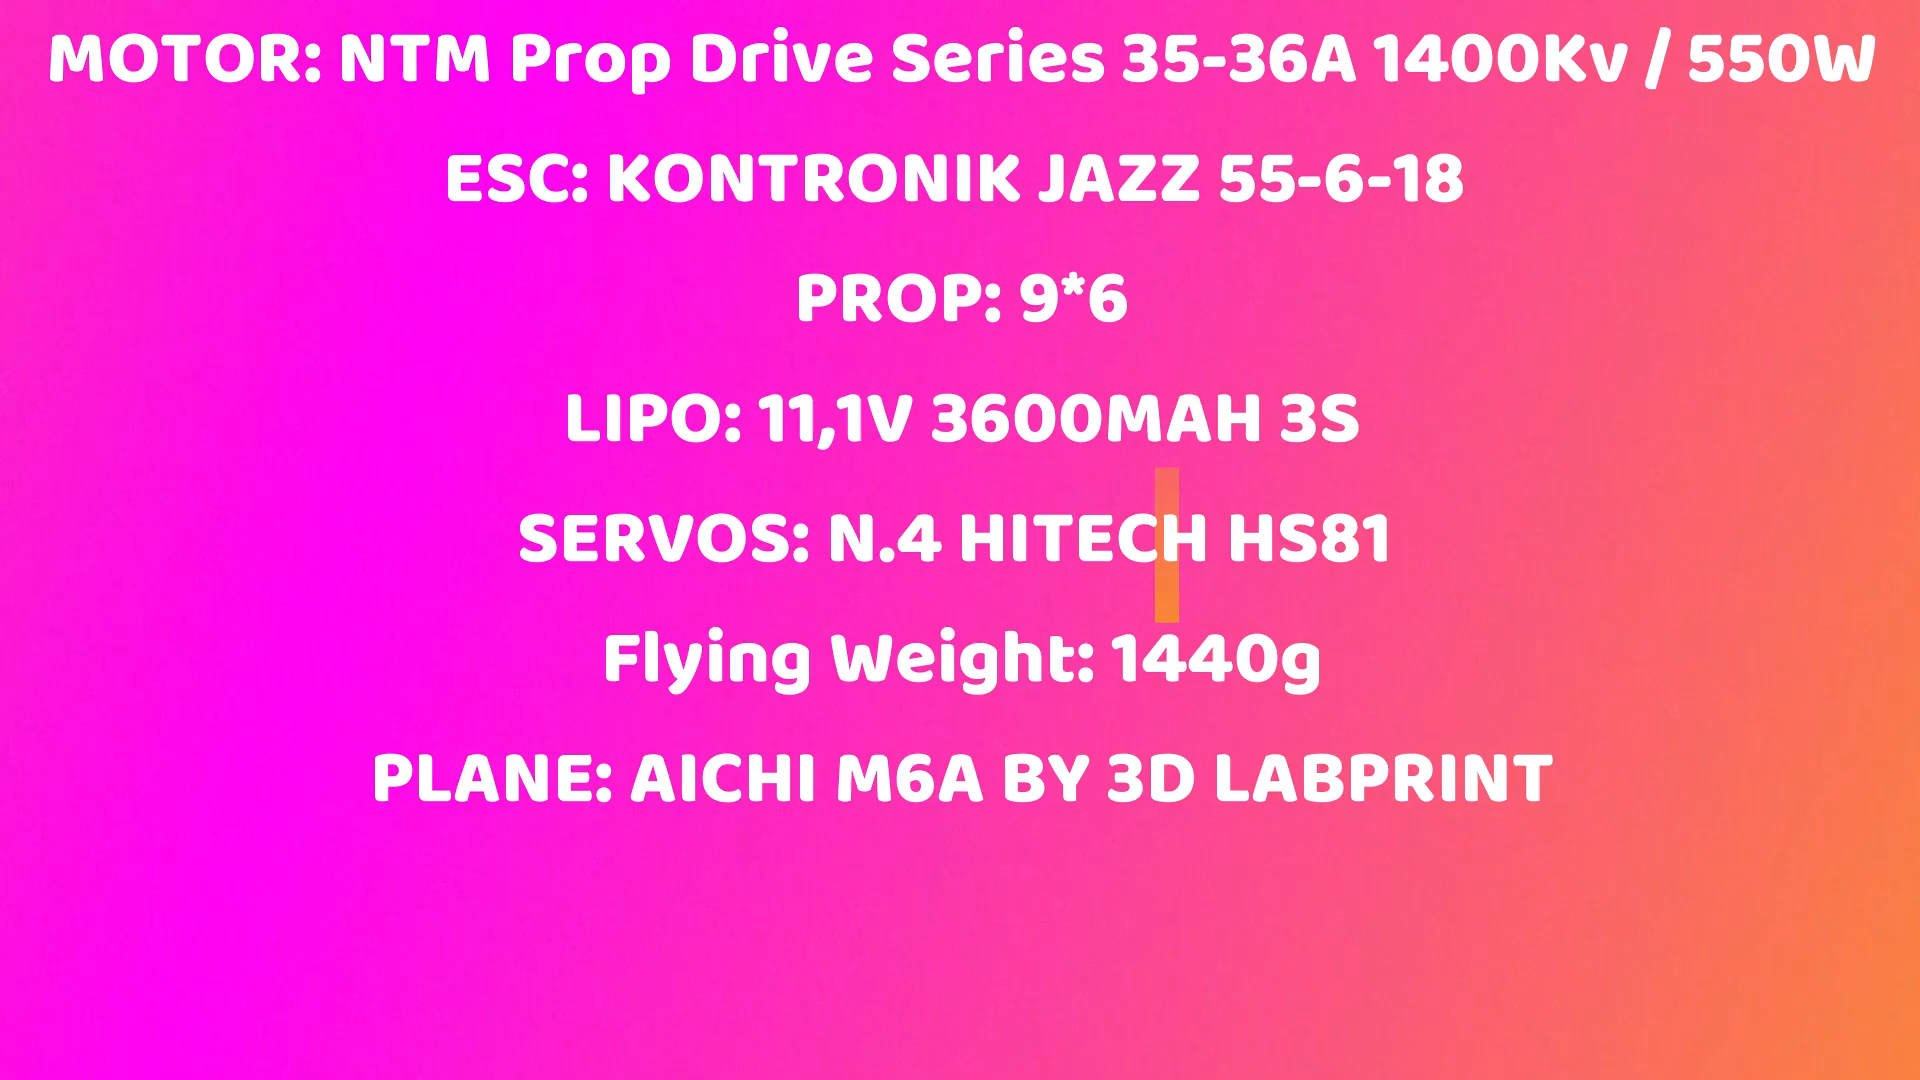 MOTOR: NTM Prop Drive Series 35-36A 1400Kv / 550W
ESC: KONTRONIK JAZZ 55-6-18
PROP: 9*6
LIPO: 11,1V 3600MAH 3S
SERVOS: N.4 HITECH HS81
Flying Weight: 1440g
PLANE: AICHI M6A BY 3D LABPRINT